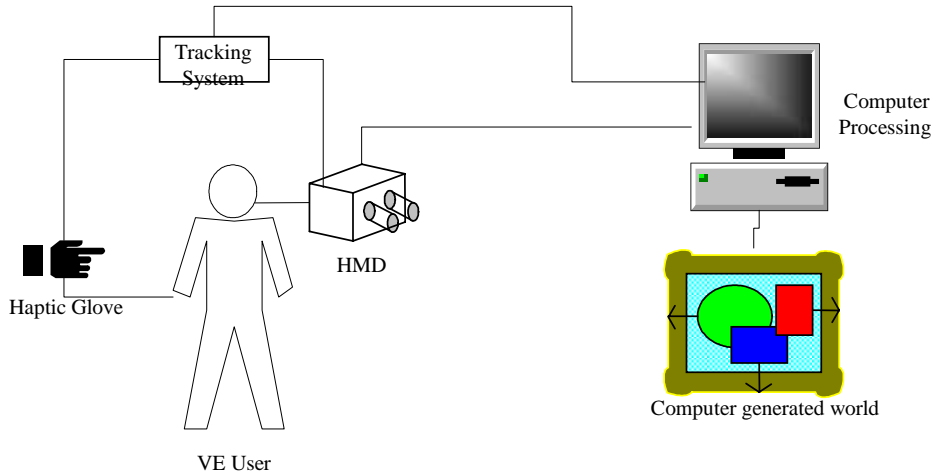 Tracking
System
Computer
Processing
HMD
Haptic Glove
Computer generated world
VE User